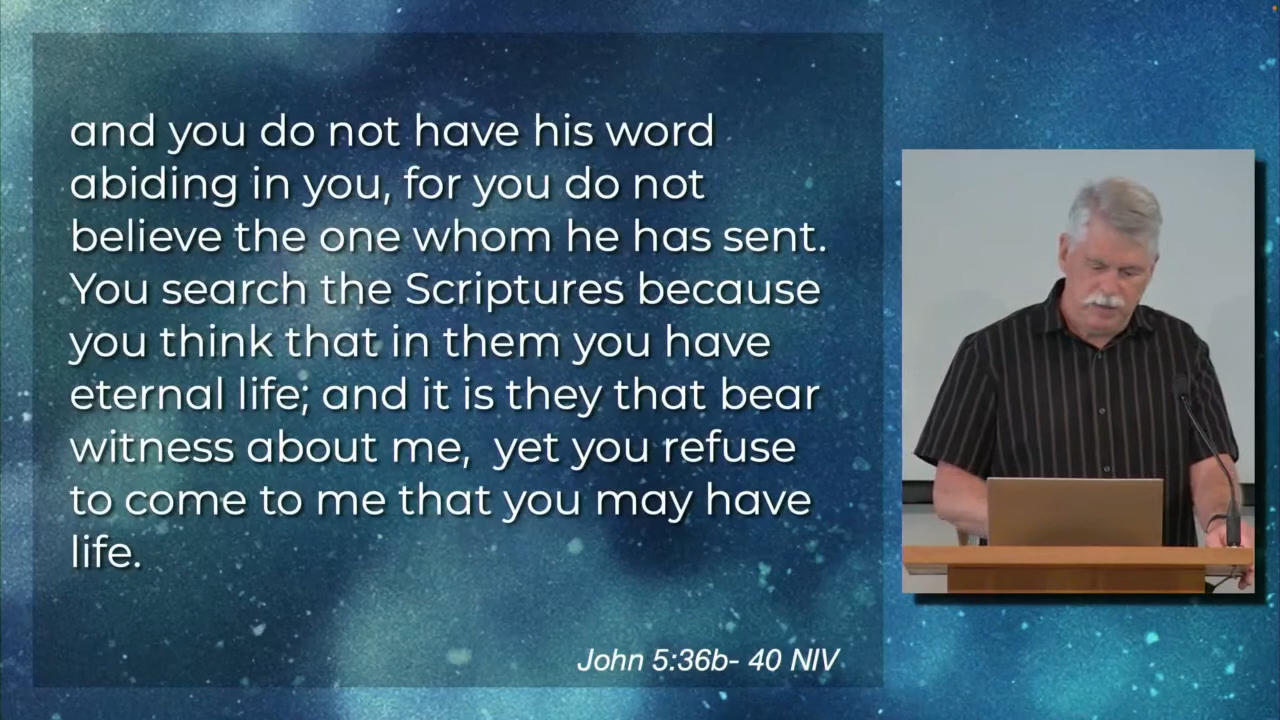 and you do not have his word
abiding in you, for you do not
believe the one whom he has sent.
You search the Scriptures because
you think that in them you have
eternal life; and it is they that bear
witness about me,  yet you refuse
to come to me that you may have
life.
John 5:36b- 40 NIV